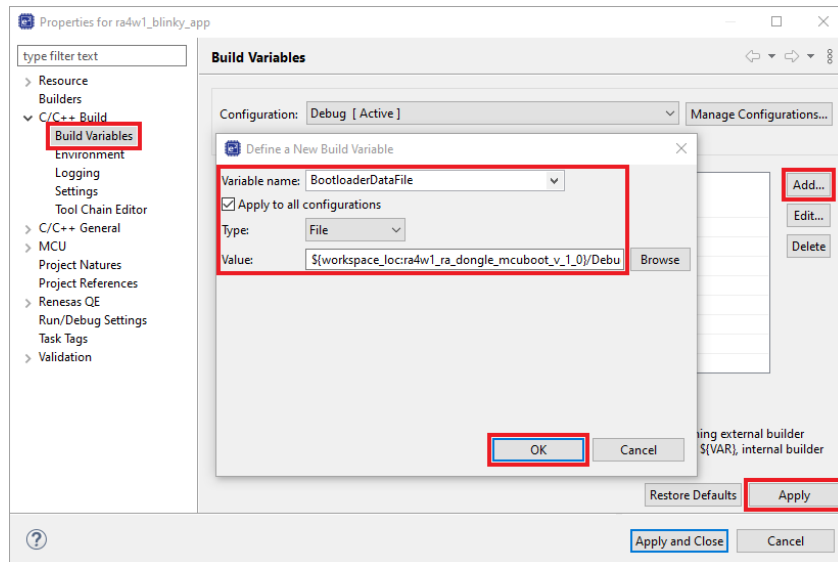 Properties for ra4w1_blinky_app
type filter text
Resource
Builders
C/C++ Build
Build Variables
Environment
Logging
Settings
Tool Chain Editor
C/C++ General
MCU
Project Natures
Project References
Renesas QE
Run/Debug Settings
Task Tags
Validation
Build Variables
Configuration: Debug [ Active ] Manage Configurations...
Define a New Build Variable
Variable name: BootloaderDataFile
Apply to all configurations
Type: File
Value: ${workspace_loc:ra4w1_ra_dongle_mcuboot_v_1_0}/Debu Browse
OK Cancel
Add...
Edit...
Delete
ing external builder
${VAR}, internal builder
Restore Defaults Apply
? Apply and Close Cancel